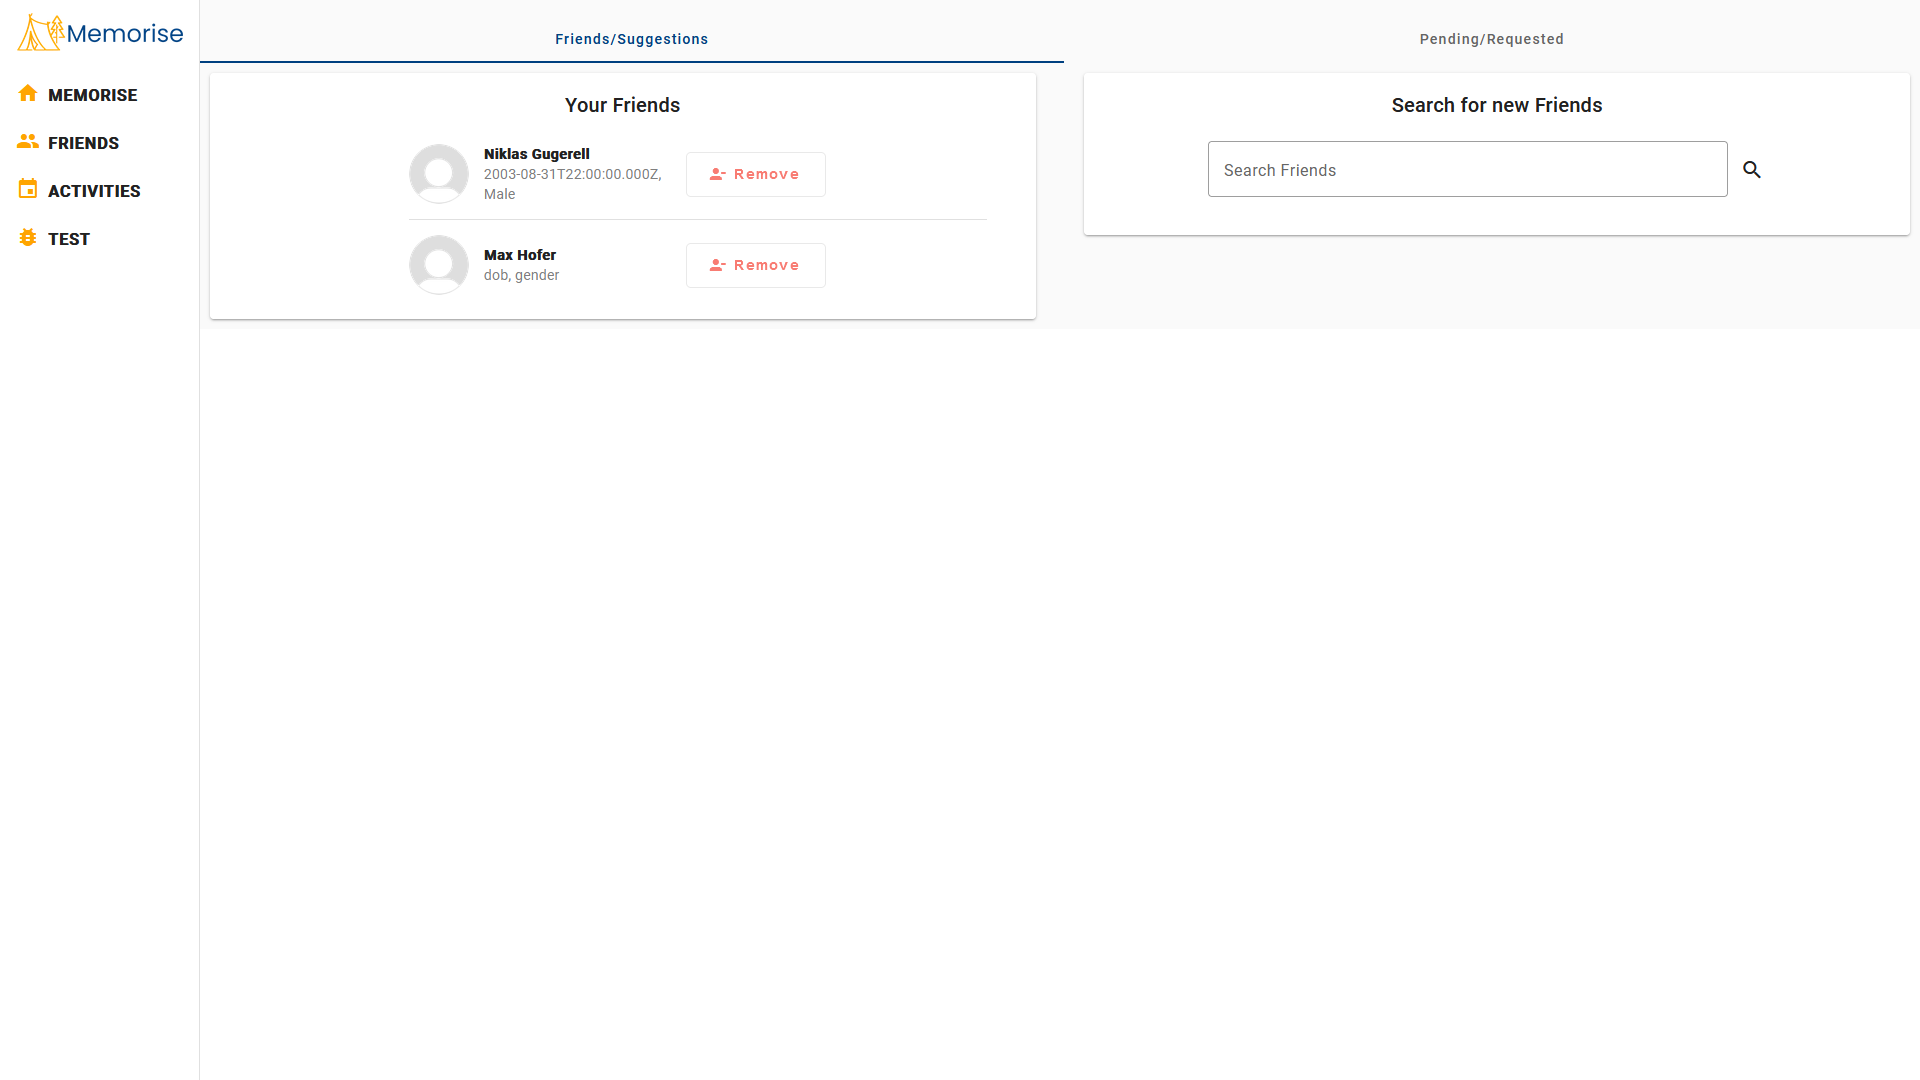 Memorise
MEMORISE
FRIENDS
ACTIVITIES
TEST
Friends/Suggestions
Pending/Requested
Your Friends
Niklas Gugerell
2003-08-31T22:00:00.000Z,
Male
Remove
Max Hofer
dob, gender
Remove
Search for new Friends
Search Friends